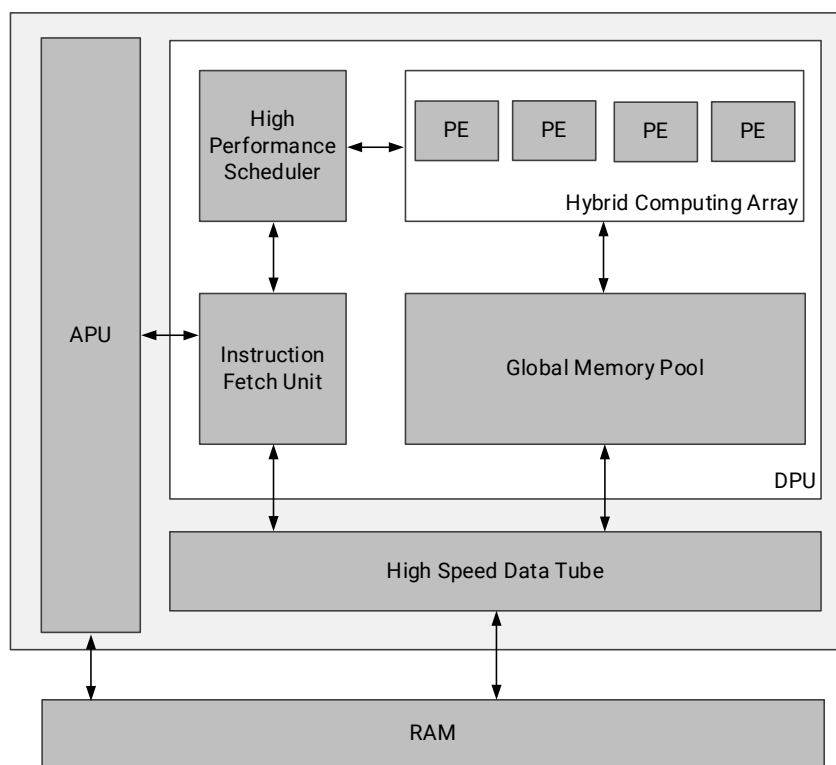 High
Performance
Scheduler
PE PE PE PE
Hybrid Computing Array
APU
Instruction
Fetch Unit
Global Memory Pool
DPU
High Speed Data Tube
RAM